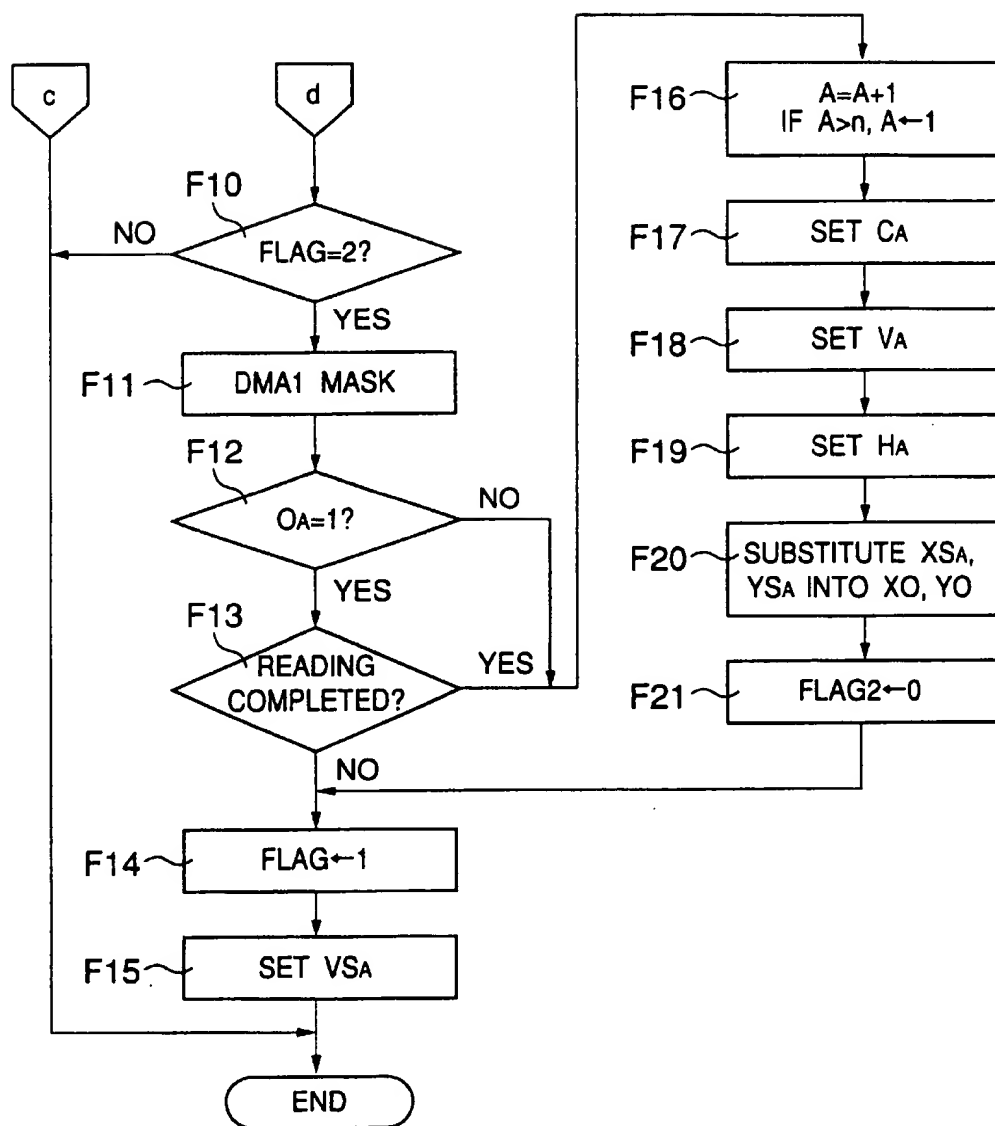 c
d
F10
NO
FLAG=2?
YES
F11
DMA1 MASK
F12
OA=1?
NO
YES
F13
READING
COMPLETED?
YES
NO
F14
FLAG←1
F15
SET VSA
END
F16
A=A+1
IF A>n, A←1
F17
SET CA
F18
SET VA
F19
SET HA
F20
SUBSTITUTE XSA,
YSA INTO XO, YO
F21
FLAG2←0